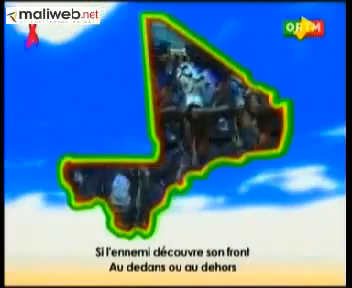 maliweb.net
ORTM
Si l'ennemi découvre son front
Au dedans ou au dehors